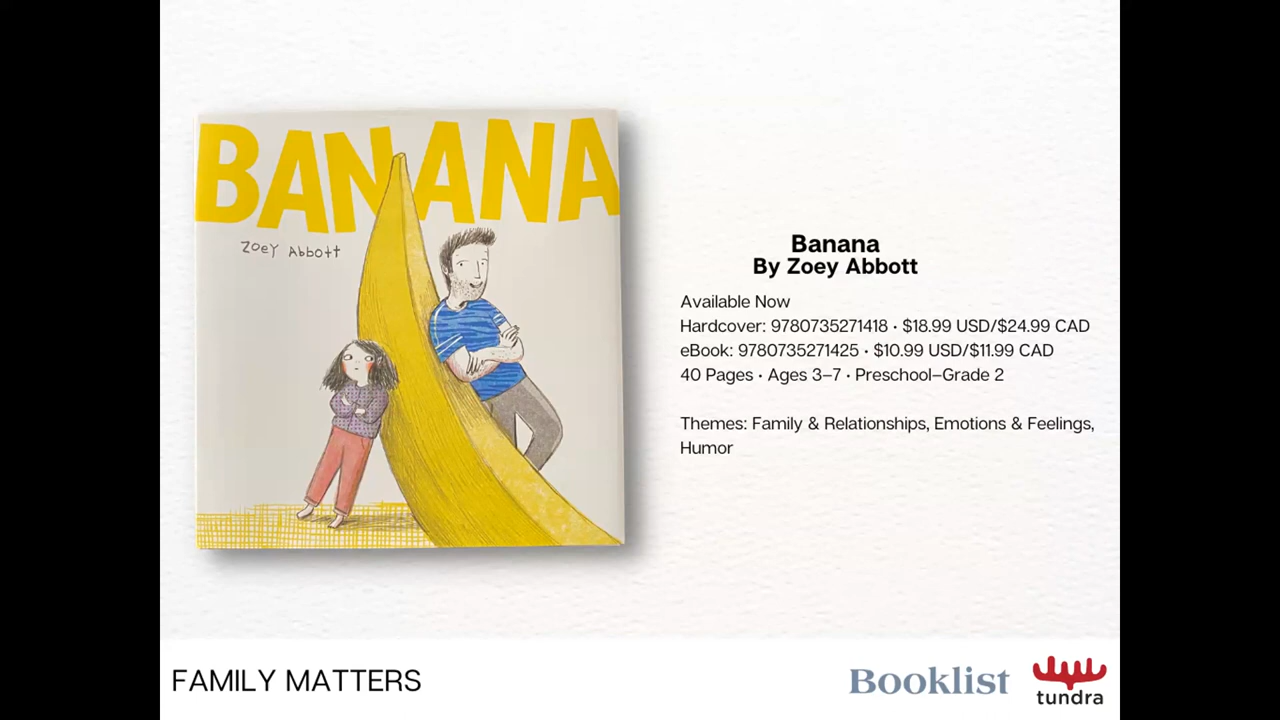 BANANA
Zoey Abbott
Banana
By Zoey Abbott
Available Now
Hardcover: 9780735271418 • $18.99 USD/$24.99 CAD
eBook: 9780735271425 • $10.99 USD/$11.99 CAD
40 Pages • Ages 3–7 • Preschool–Grade 2
Themes: Family & Relationships, Emotions & Feelings,
Humor
FAMILY MATTERS
Booklist
tundra